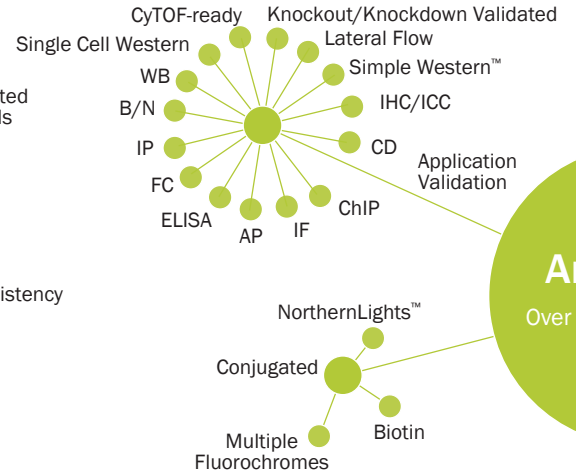 CyTOF-ready
Knockout/Knockdown Validated
Single Cell Western
Lateral Flow
WB
Simple Western™
B/N
IHC/ICC
IP
CD
FC
Application
Validation
ELISA
ChIP
AP
IF
NorthernLights™
Over
Conjugated
Biotin
Multiple
Fluorochromes